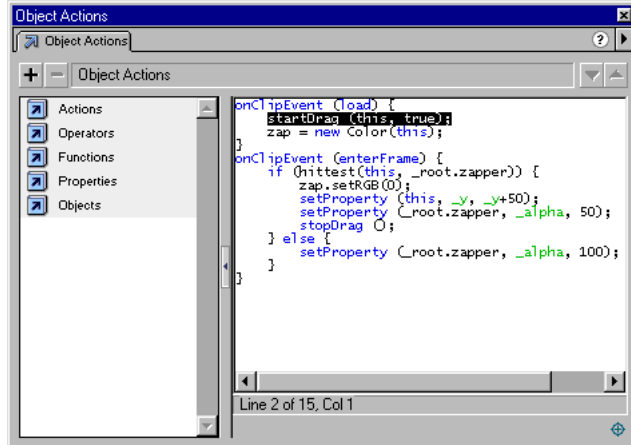 Object Actions
Object Actions
Object Actions
Actions
Operators
Functions
Properties
Objects
onClipEvent (load) {
startDrag (this, true);
zap = new Color(this);
}
onClipEvent (enterFrame) {
if (hittest(this, _root.zapper)) {
zap.setRGB(0);
setProperty (this, _y, _y+50);
setProperty (_root.zapper, _alpha, 50);
stopDrag ();
} else {
setProperty (_root.zapper, _alpha, 100);
}
}
Line 2 of 15, Col 1